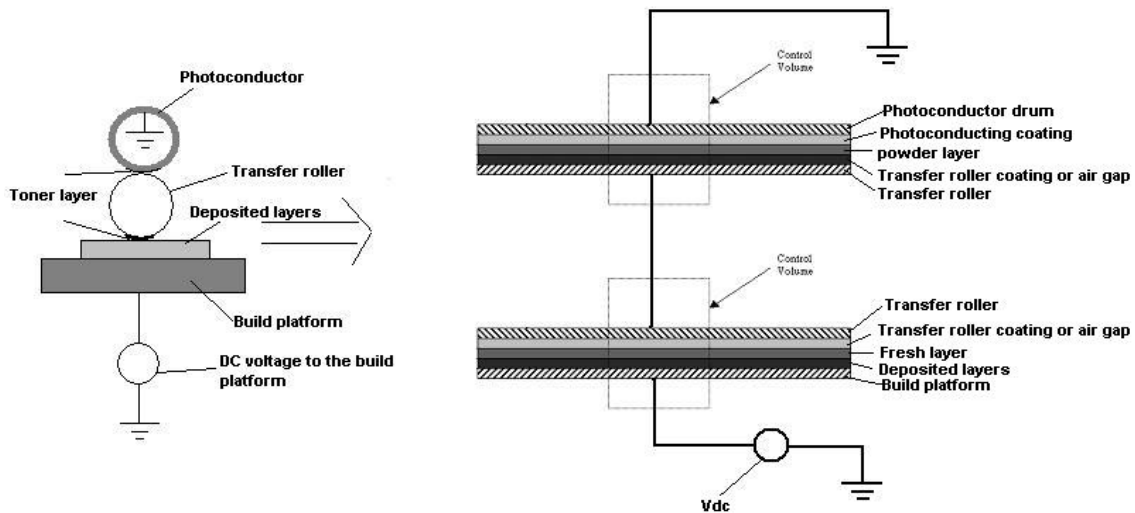 Photoconductor
Transfer roller
Toner layer
Deposited layers
Build platform
DC voltage to the build
platform
Control
Volume
Photoconductor drum
Photoconducting coating
powder layer
Transfer roller coating or air gap
Transfer roller
Control
Volume
Transfer roller
Transfer roller coating or air gap
Fresh layer
Deposited layers
Build platform
Vdc